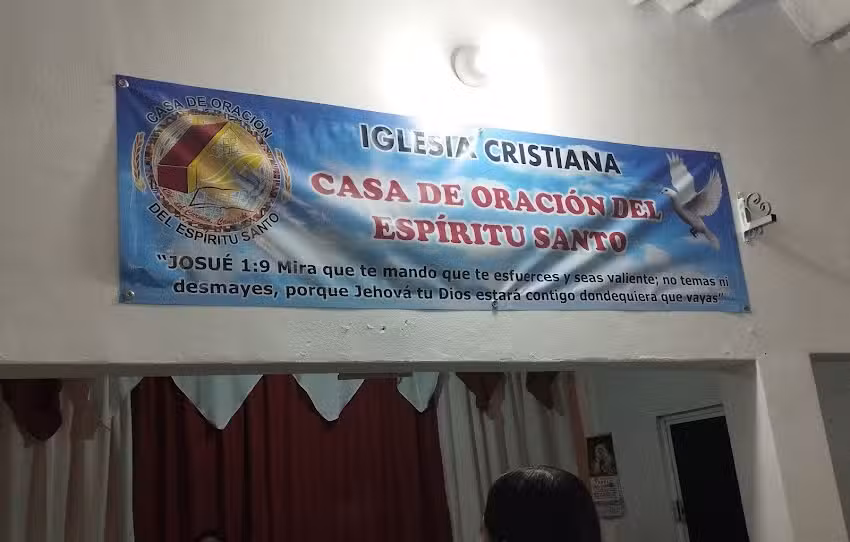 CASA DE ORACIÓN
DEL ESPÍRITU SANTO
IGLESIA CRISTIANA
CASA DE ORACIÓN DEL
ESPÍRITU SANTO
“JOSUÉ 1:9 Mira que te mando que te esfuerces y seas valiente; no temas ni
desmayes, porque Jehová tu Dios estará contigo dondequiera que vayas”